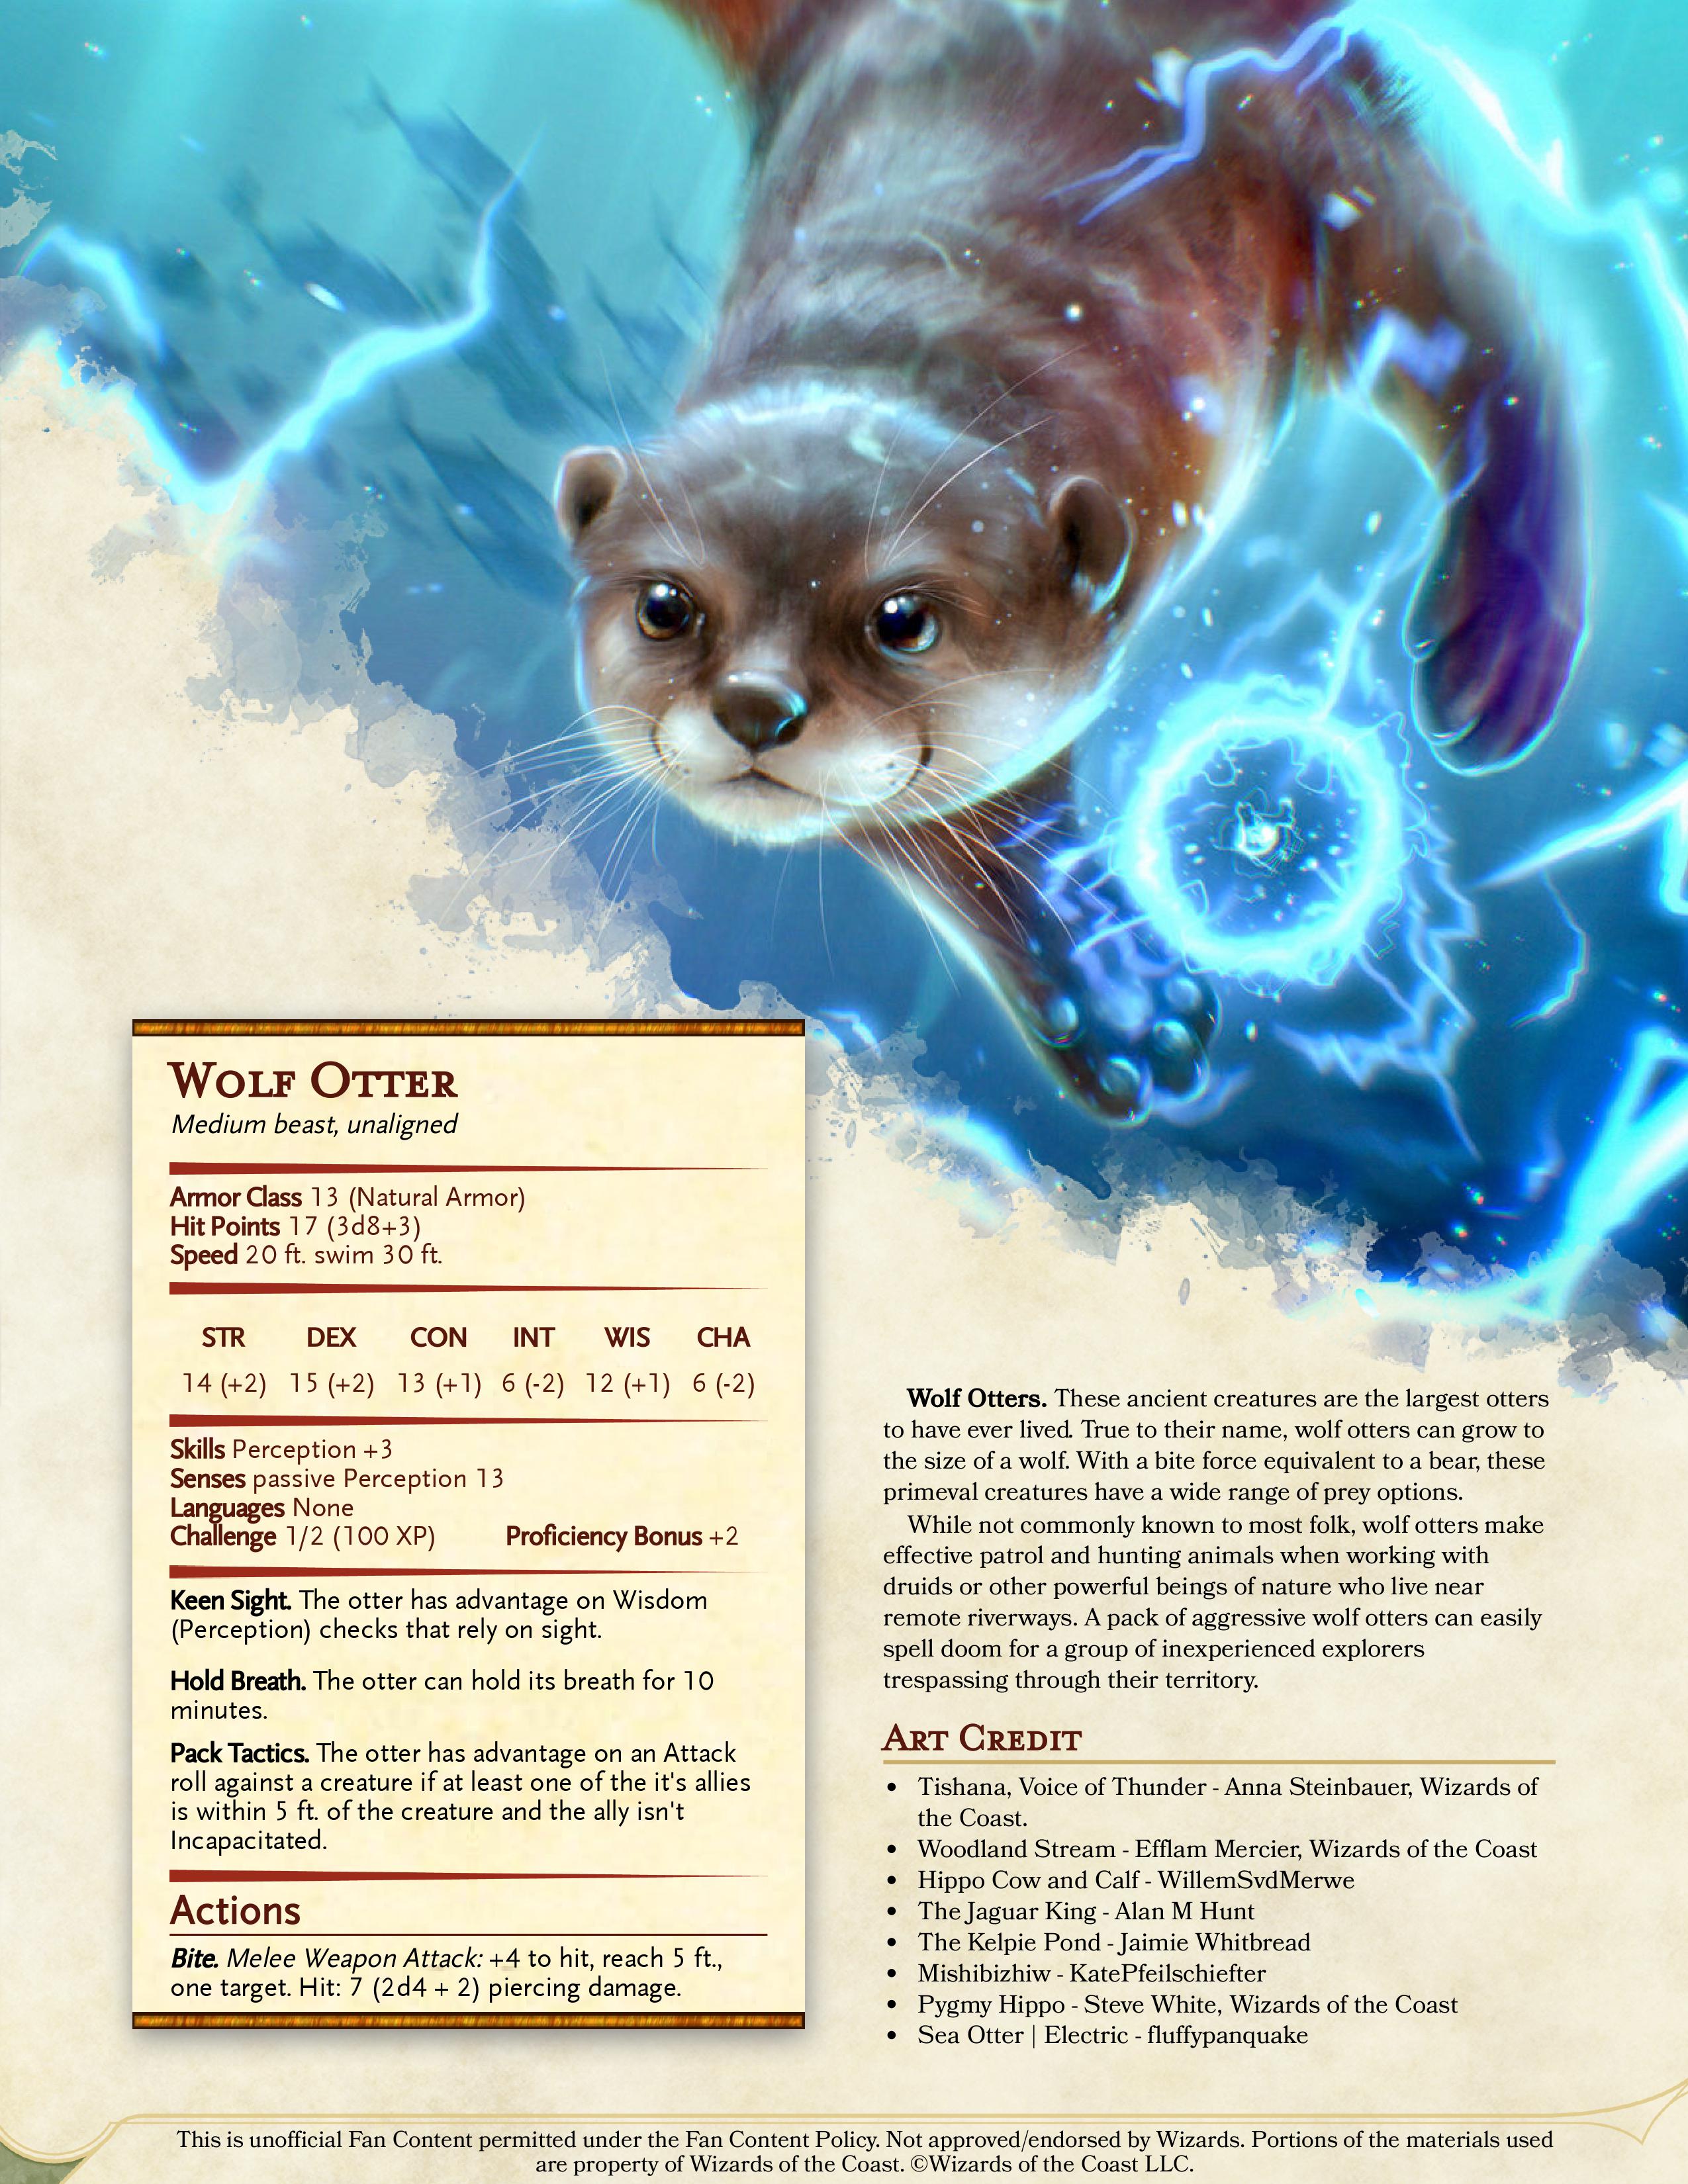 Wolf Otter
Medium beast, unaligned
Armor Class 13 (Natural Armor)
Hit Points 17 (3d8+3)
Speed 20 ft. swim 30 ft.
STR DEX CON INT WIS CHA
14 (+2) 15 (+2) 13 (+1) 6 (-2) 12 (+1) 6 (-2)
Skills Perception +3
Senses passive Perception 13
Languages None
Challenge 1/2 (100 XP) Proficiency Bonus +2
Keen Sight. The otter has advantage on Wisdom
(Perception) checks that rely on sight.
Hold Breath. The otter can hold its breath for 10
minutes.
Pack Tactics. The otter has advantage on an Attack
roll against a creature if at least one of the it's allies
is within 5 ft. of the creature and the ally isn't
Incapacitated.
Actions
Bite. Melee Weapon Attack: +4 to hit, reach 5 ft.,
one target. Hit: 7 (2d4 + 2) piercing damage.
Wolf Otters. These ancient creatures are the largest otters
to have ever lived. True to their name, wolf otters can grow to
the size of a wolf. With a bite force equivalent to a bear, these
primeval creatures have a wide range of prey options.
While not commonly known to most folk, wolf otters make
effective patrol and hunting animals when working with
druids or other powerful beings of nature who live near
remote riverways. A pack of aggressive wolf otters can easily
spell doom for a group of inexperienced explorers
trespassing through their territory.
Art Credit
• Tishana, Voice of Thunder - Anna Steinbauer, Wizards of
the Coast.
• Woodland Stream - Efflam Mercier, Wizards of the Coast
• Hippo Cow and Calf - WillemSvdMerwe
• The Jaguar King - Alan M Hunt
• The Kelpie Pond - Jaimie Whitbread
• Mishibizhiw - KatePfeilschiefter
• Pygmy Hippo - Steve White, Wizards of the Coast
• Sea Otter | Electric - fluffypanquake
This is unofficial Fan Content permitted under the Fan Content Policy. Not approved/endorsed by Wizards. Portions of the materials used
are property of Wizards of the Coast. ©Wizards of the Coast LLC.